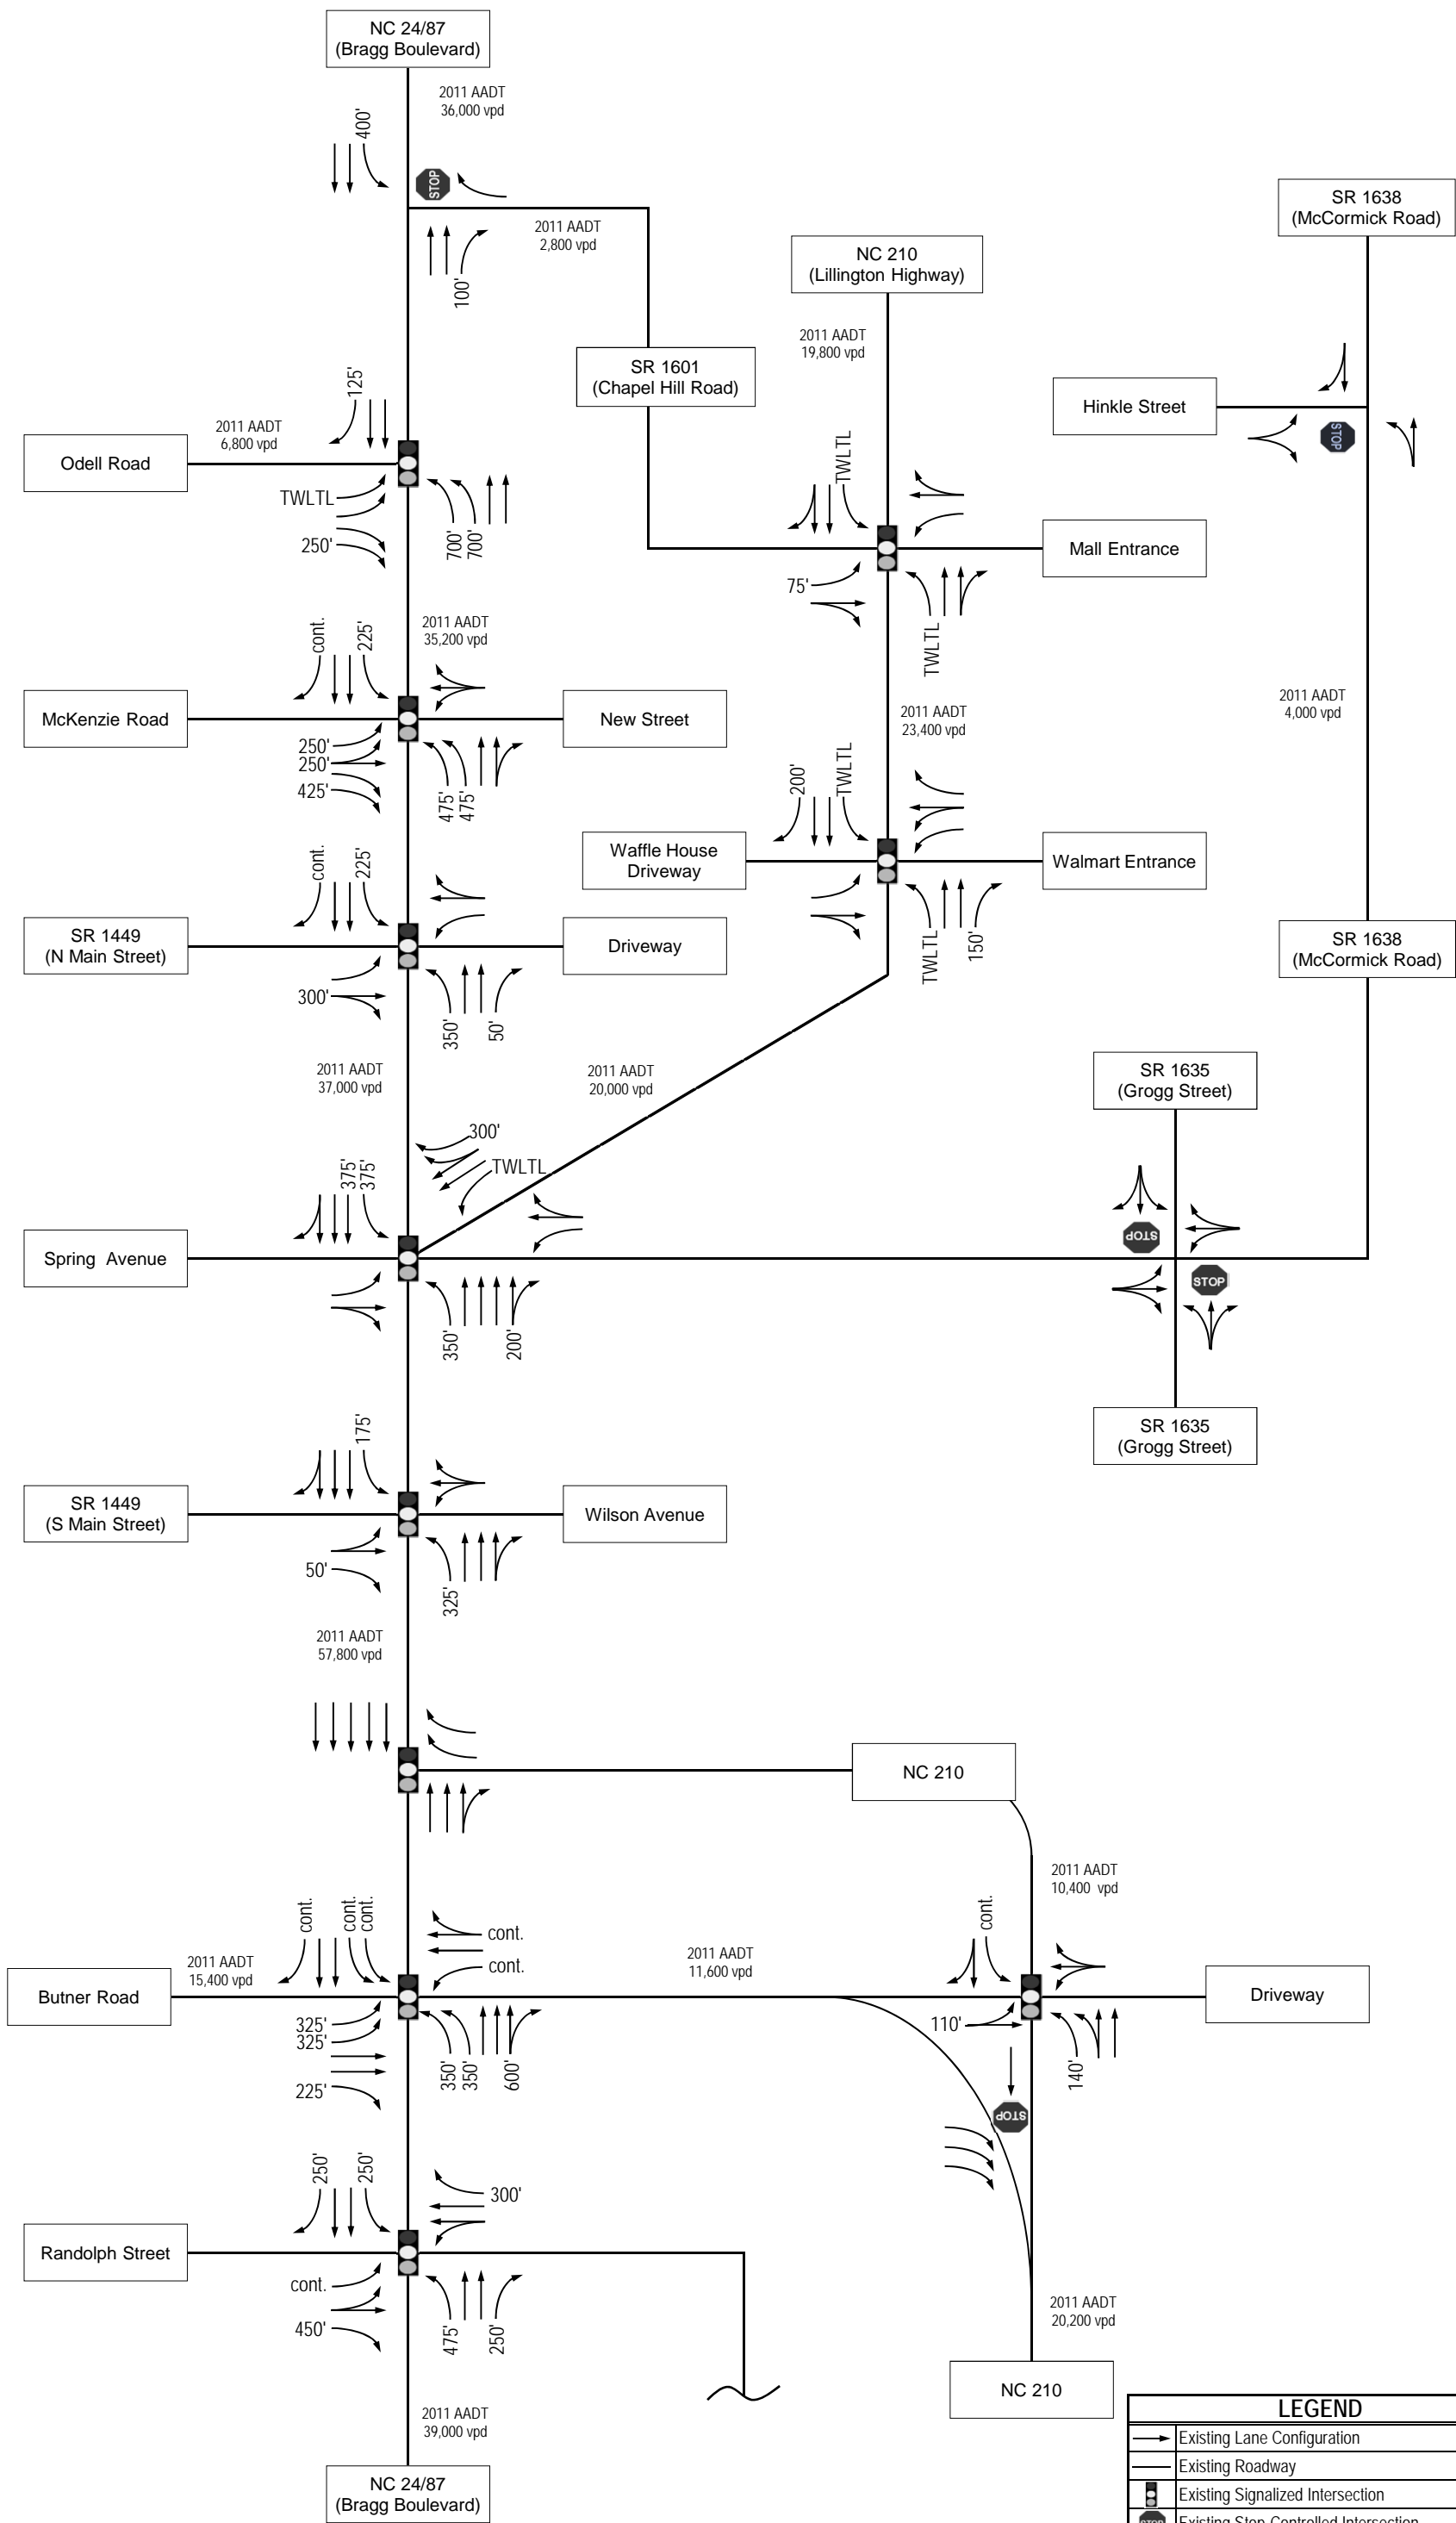 NC 24/87
(Bragg Boulevard)
2011 AADT
36,000 vpd
400'
STOP
2011 AADT
2,800 vpd
100'
SR 1638
(McCormick Road)
NC 210
(Lillington Highway)
2011 AADT
19,800 vpd
SR 1601
(Chapel Hill Road)
125'
2011 AADT
6,800 vpd
Odell Road
TWLTL
250'
700'
700'
Hinkle Street
STOP
TWLTL
Mall Entrance
75'
TWLTL
2011 AADT
35,200 vpd
cont.
225'
McKenzie Road
New Street
250'
250'
425'
475'
475'
2011 AADT
23,400 vpd
2011 AADT
4,000 vpd
200'
TWLTL
Waffle House
Driveway
Walmart Entrance
TWLTL
150'
cont.
225'
SR 1449
(N Main Street)
Driveway
300'
350'
50'
SR 1638
(McCormick Road)
2011 AADT
37,000 vpd
2011 AADT
20,000 vpd
SR 1635
(Grogg Street)
300'
TWLTL
375'
375'
Spring Avenue
350'
200'
STOP
STOP
SR 1635
(Grogg Street)
175'
SR 1449
(S Main Street)
Wilson Avenue
50'
325'
2011 AADT
57,800 vpd
NC 210
2011 AADT
10,400 vpd
cont.
cont.
cont.
2011 AADT
15,400 vpd
Butner Road
cont.
cont.
2011 AADT
11,600 vpd
cont.
Driveway
325'
325'
225'
350'
350'
600'
110'
140'
STOP
250'
250'
300'
Randolph Street
cont.
450'
475'
250'
2011 AADT
20,200 vpd
NC 210
2011 AADT
39,000 vpd
NC 24/87
(Bragg Boulevard)
LEGEND
Existing Lane Configuration
Existing Roadway
Existing Signalized Intersection
STOP
Existing Stop Controlled Intersection